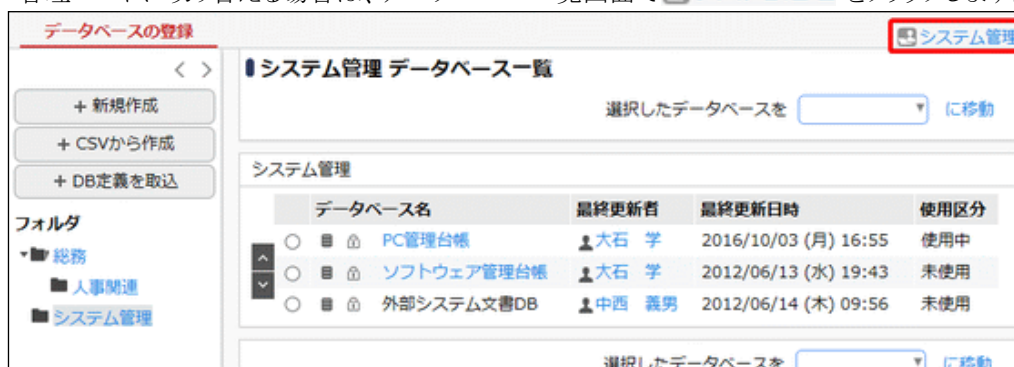 データベースの登録
システム管理
システム管理 データベース一覧
+ 新規作成
選択したデータベースを
に移動
+ CSVから作成
+ DB定義を取込
システム管理
データベース名 最終更新者 最終更新日時 使用区分
フォルダ
PC管理台帳 大石 学 2016/10/03 (月) 16:55 使用中
総務
ソフトウェア管理台帳 大石 学 2012/06/13 (水) 19:43 未使用
人事関連
外部システム文書DB 中西 義男 2012/06/14 (木) 09:56 未使用
システム管理
選択したデータベースを に移動